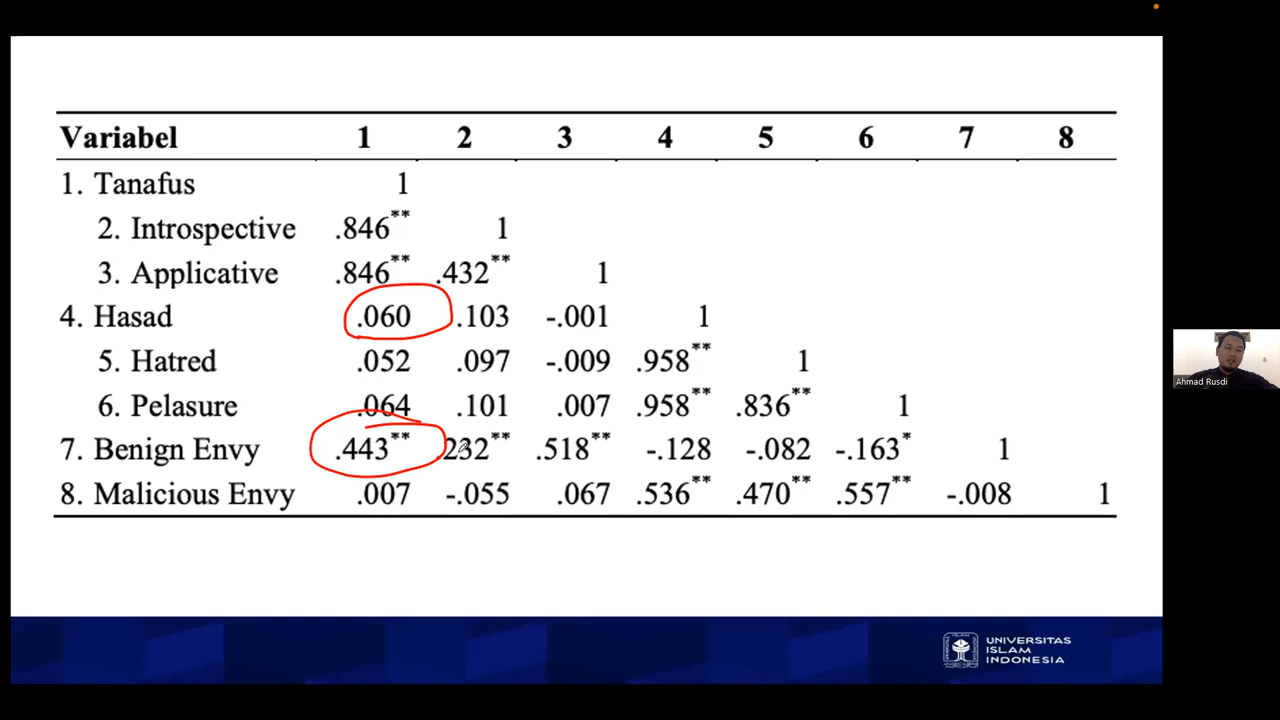 Variabel 1 2 3 4 5 6 7 8
1. Tanafus 1
2. Introspective .846** 1
3. Applicative .846** .432** 1
4. Hasad .060 .103 -.001 1
5. Hatred .052 .097 -.009 .958** 1
6. Pelasure .064 .101 .007 .958** .836** 1
7. Benign Envy .443** .232** .518** -.128 -.082 -.163* 1
8. Malicious Envy .007 -.055 .067 .536** .470** .557** -.008 1
Ahmad Rusdi
UNIVERSITAS
ISLAM
INDONESIA